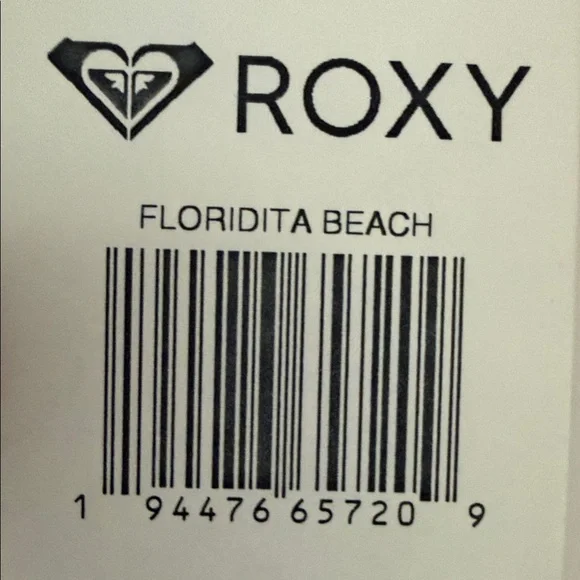 ROXY
FLORIDITA BEACH
1 94476 65720 9